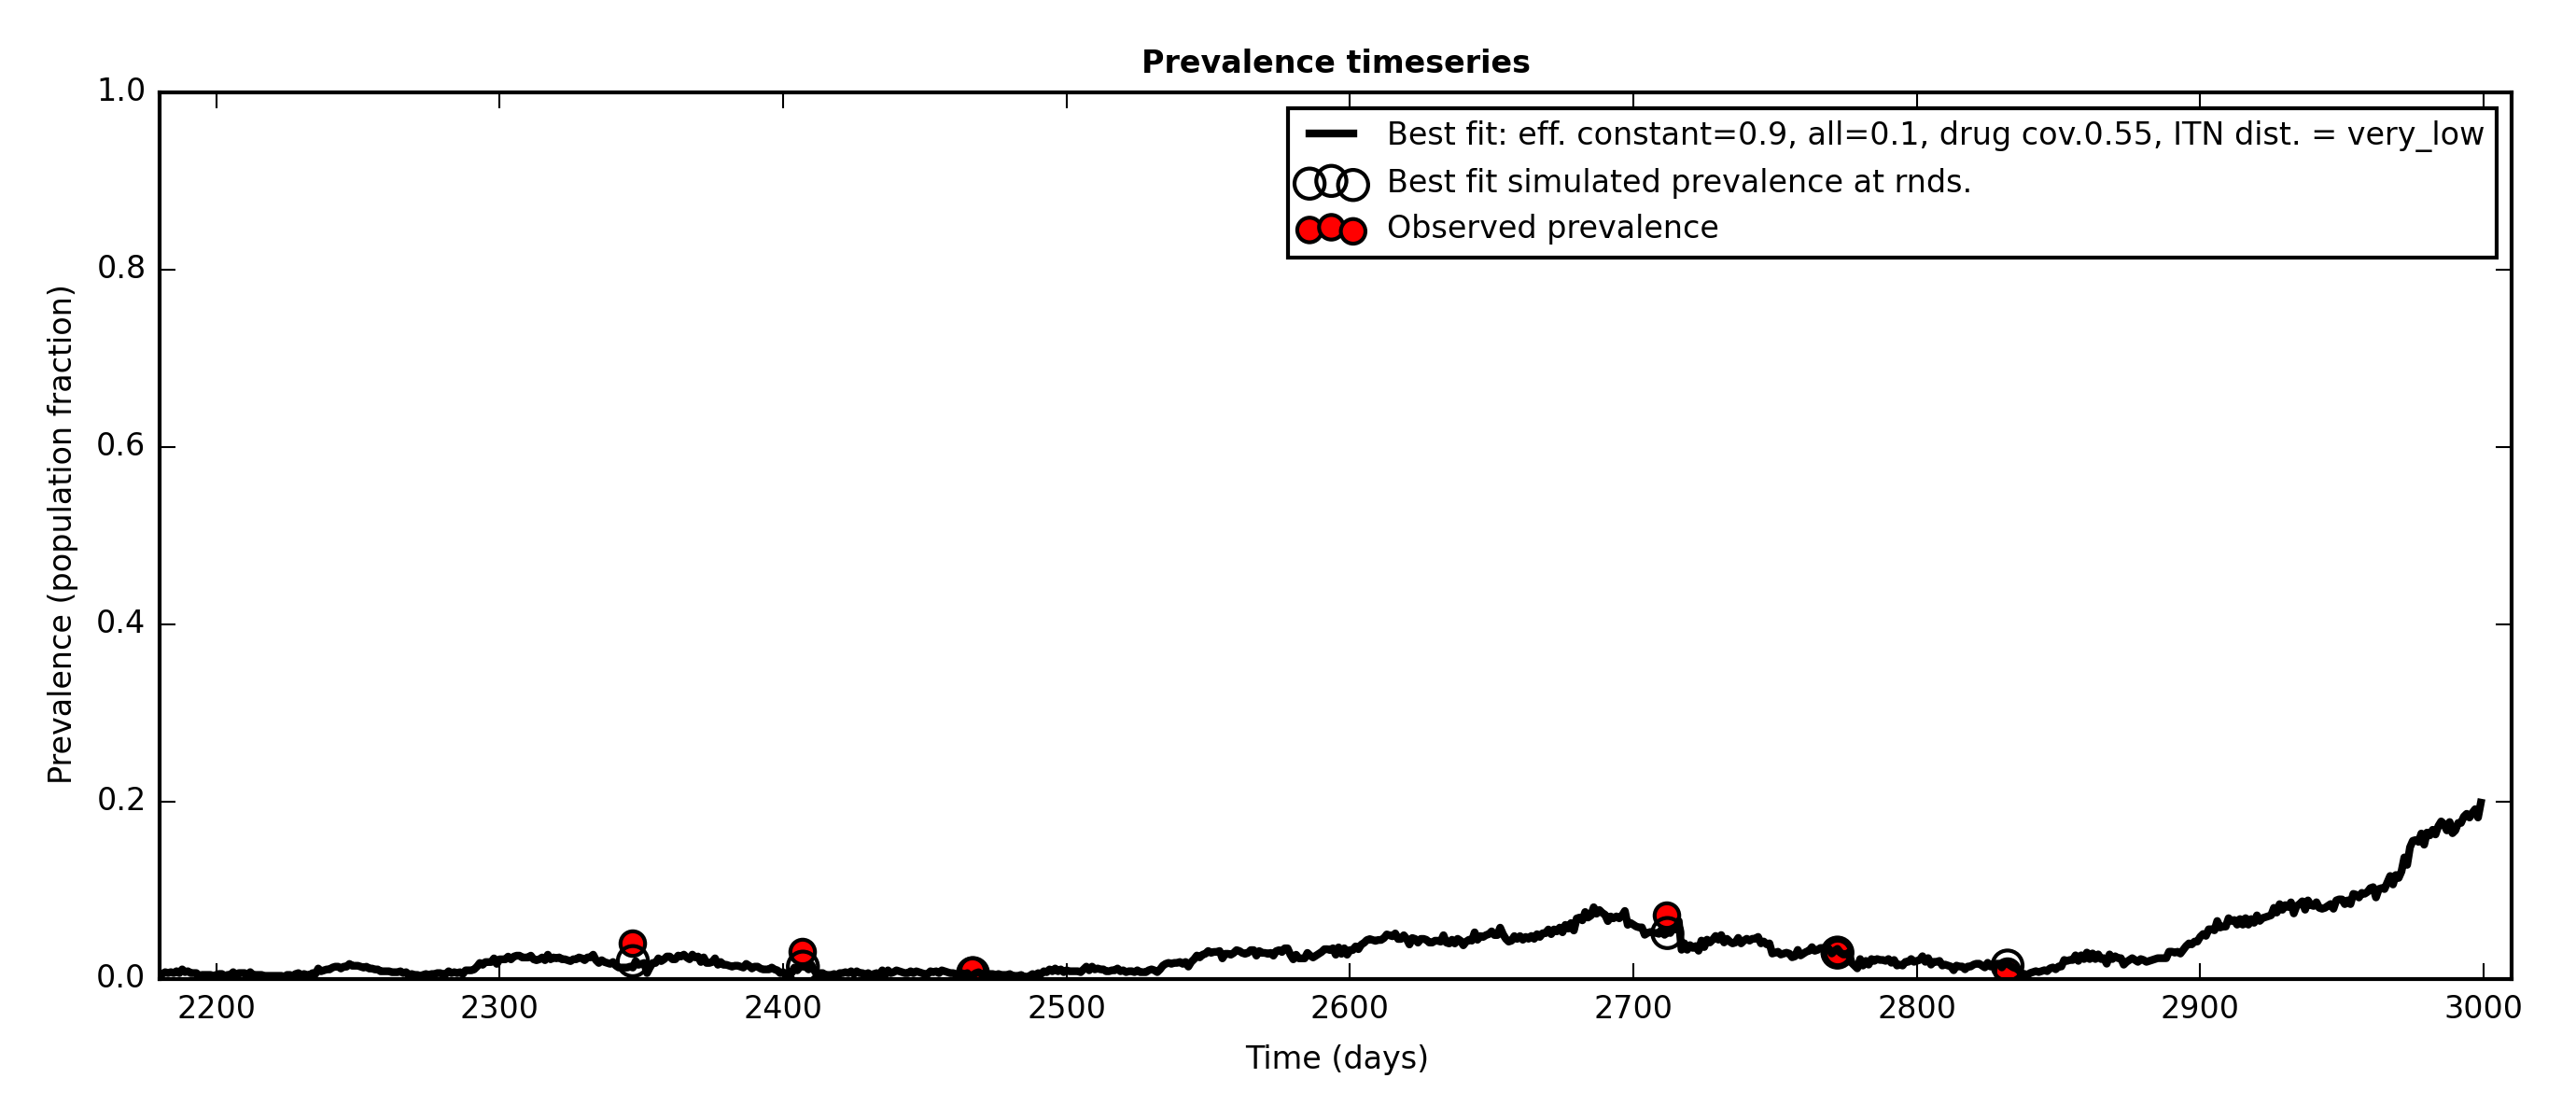 Prevalence timeseries
Best fit: eff. constant=0.9, all=0.1, drug cov.0.55, ITN dist. = very_low
Best fit simulated prevalence at rnds.
Observed prevalence
Prevalence (population fraction)
1.0
0.8
0.6
0.4
0.2
0.0
2200 2300 2400 2500 2600 2700 2800 2900 3000
Time (days)